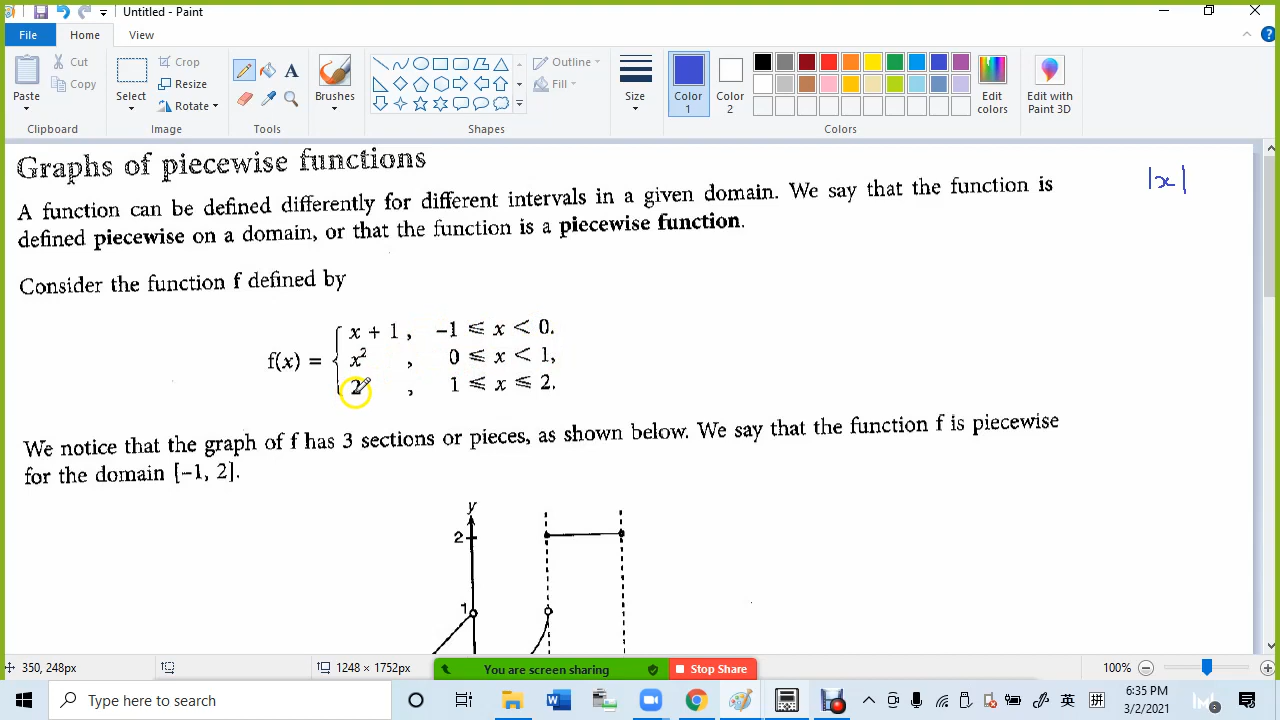 Untitled - Paint
File Home View
Paste Cut Copy Clipboard
Select Crop Resize Rotate Image
Tools
Brushes
Outline Fill Shapes
Size
Color 1
Color 2
Edit colors
Colors
Edit with Paint 3D
Graphs of piecewise functions
|x|
A function can be defined differently for different intervals in a given domain. We say that the function is
defined piecewise on a domain, or that the function is a piecewise function.
Consider the function f defined by
x + 1 , −1 ⩽ x < 0.
f(x) = { x² , 0 ⩽ x < 1,
2 , 1 ⩽ x ⩽ 2.
We notice that the graph of f has 3 sections or pieces, as shown below. We say that the function f is piecewise
for the domain [−1, 2].
y
2
1
350, 248px
1248 × 1752px
You are screen sharing
Stop Share
100%
Type here to search
英
拼
6:35 PM
3/2/2021
2